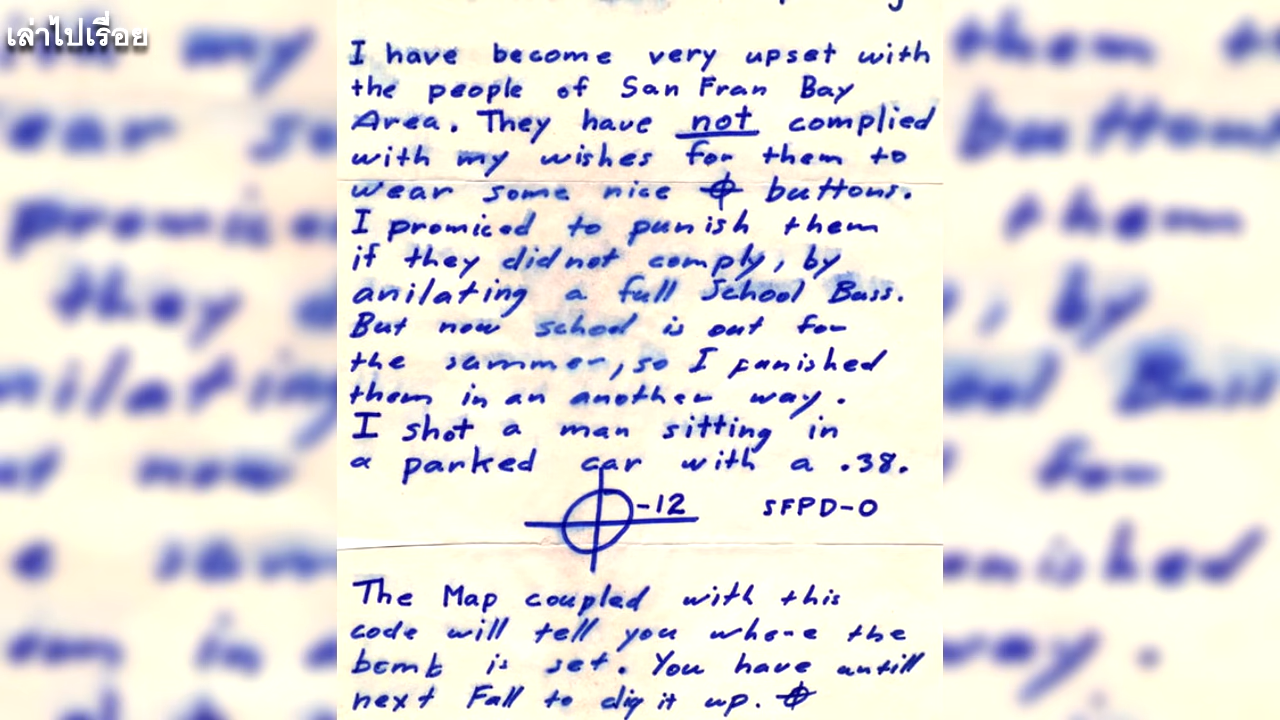 เล่าไปเรื่อย
I have become very upset with
the people of San Fran Bay
Area. They have not complied
with my wishes for them to
wear some nice ⌖ buttons.
I promiced to punish them
if they did not comply, by
anilating a full School Buss.
But now school is out for
the summer, so I punished
them in an another way.
I shot a man sitting in
a parked car with a .38.
⌖-12 SFPD-0
The Map coupled with this
code will tell you where the
bomb is set. You have untill
next Fall to dig it up. ⌖